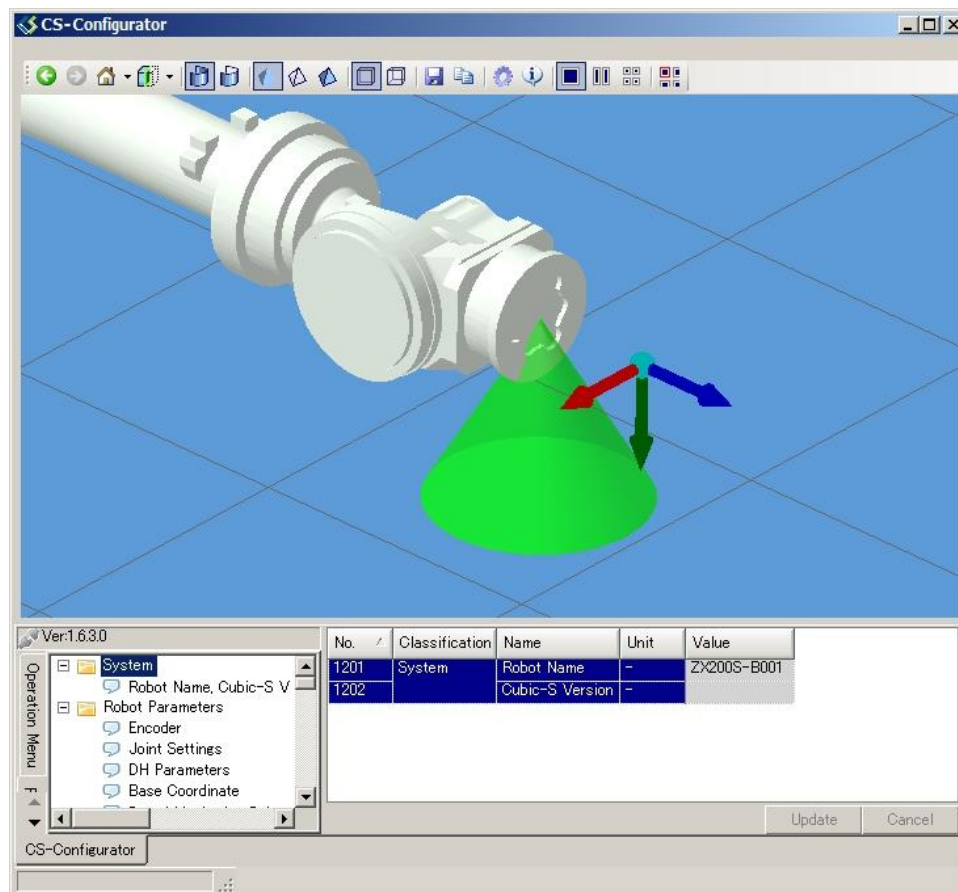 CS-Configurator
Ver:1.6.3.0
Operation Menu
System
Robot Name, Cubic-S V
Robot Parameters
Encoder
Joint Settings
DH Parameters
Base Coordinate
No. Classification Name Unit Value
1201 System Robot Name - ZX200S-B001
1202 Cubic-S Version -
Update Cancel
CS-Configurator